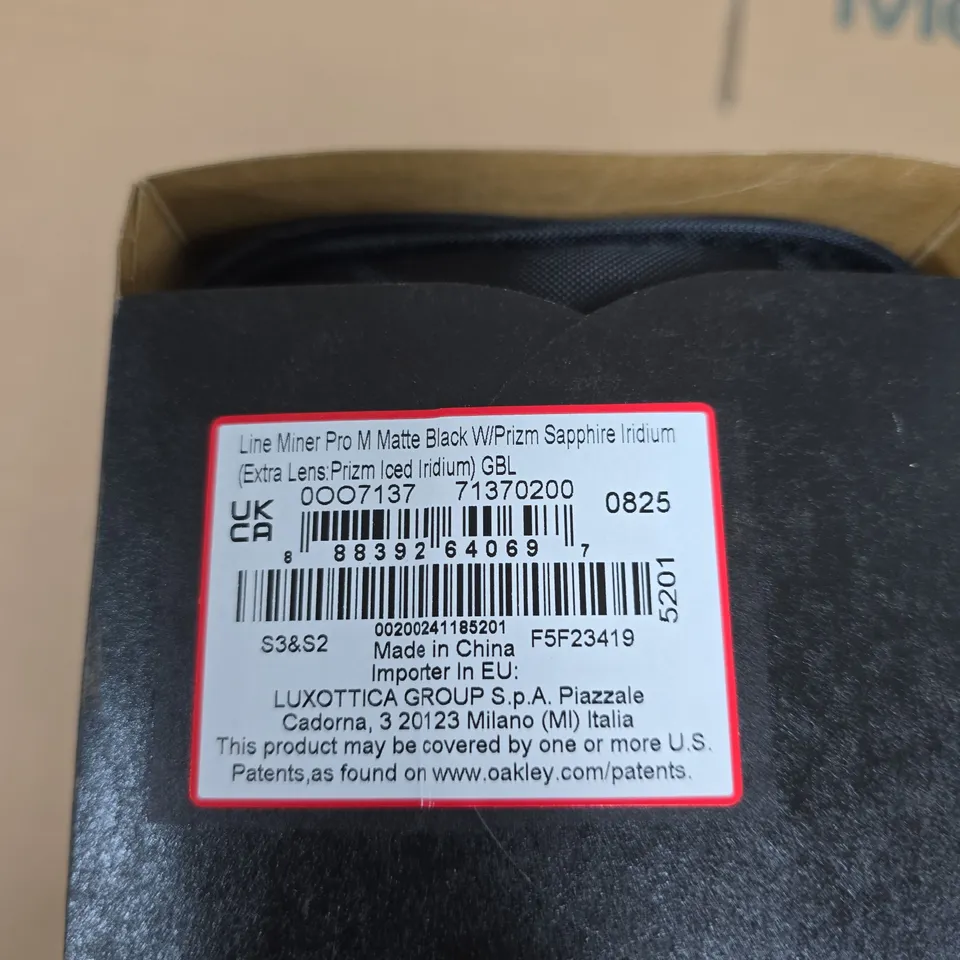 Line Miner Pro M Matte Black W/Prizm Sapphire Iridium
(Extra Lens:Prizm Iced Iridium) GBL
UK CA
0OO7137 71370200 0825
8 88392 64069 7
5201
00200241185201
S3&S2 Made in China F5F23419
Importer In EU:
LUXOTTICA GROUP S.p.A. Piazzale
Cadorna, 3 20123 Milano (MI) Italia
This product may be covered by one or more U.S.
Patents,as found on www.oakley.com/patents.